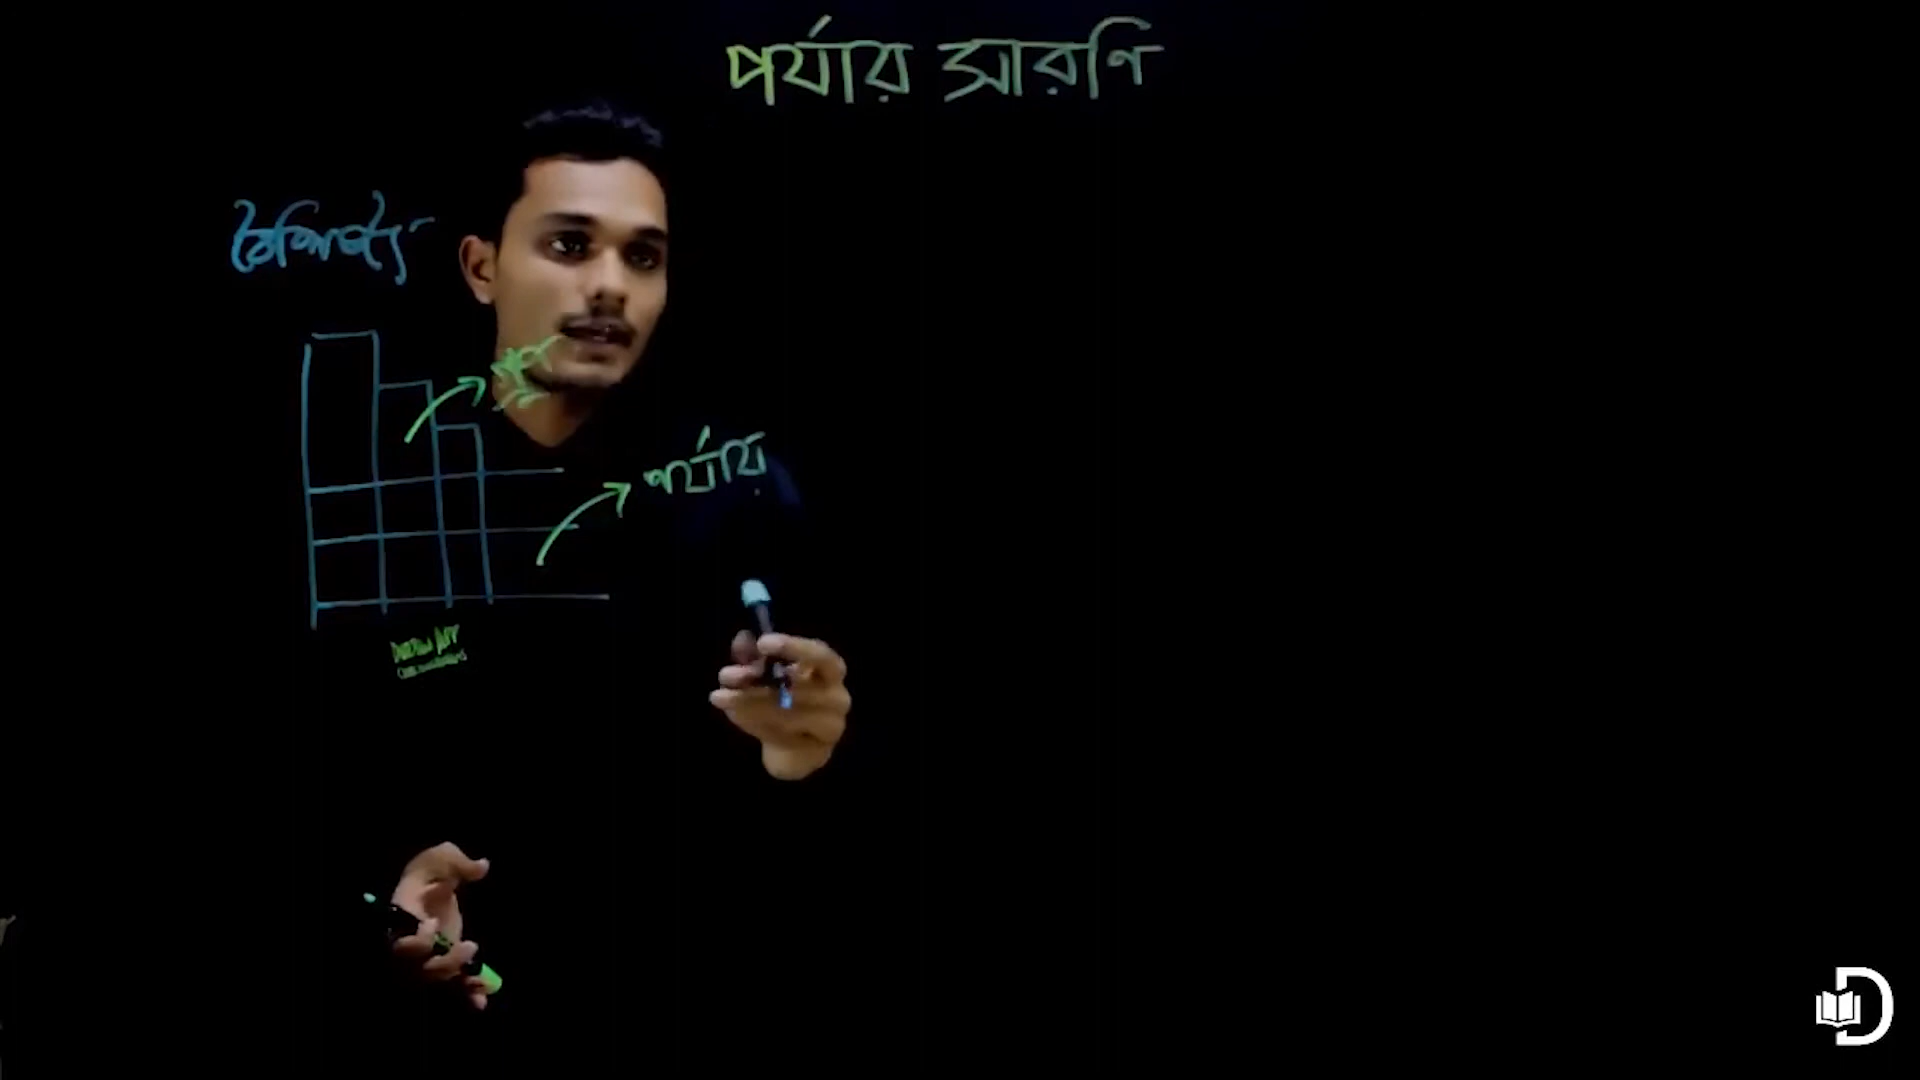 পর্যায় সারণি
বৈশিষ্ট্য
পর্যায়